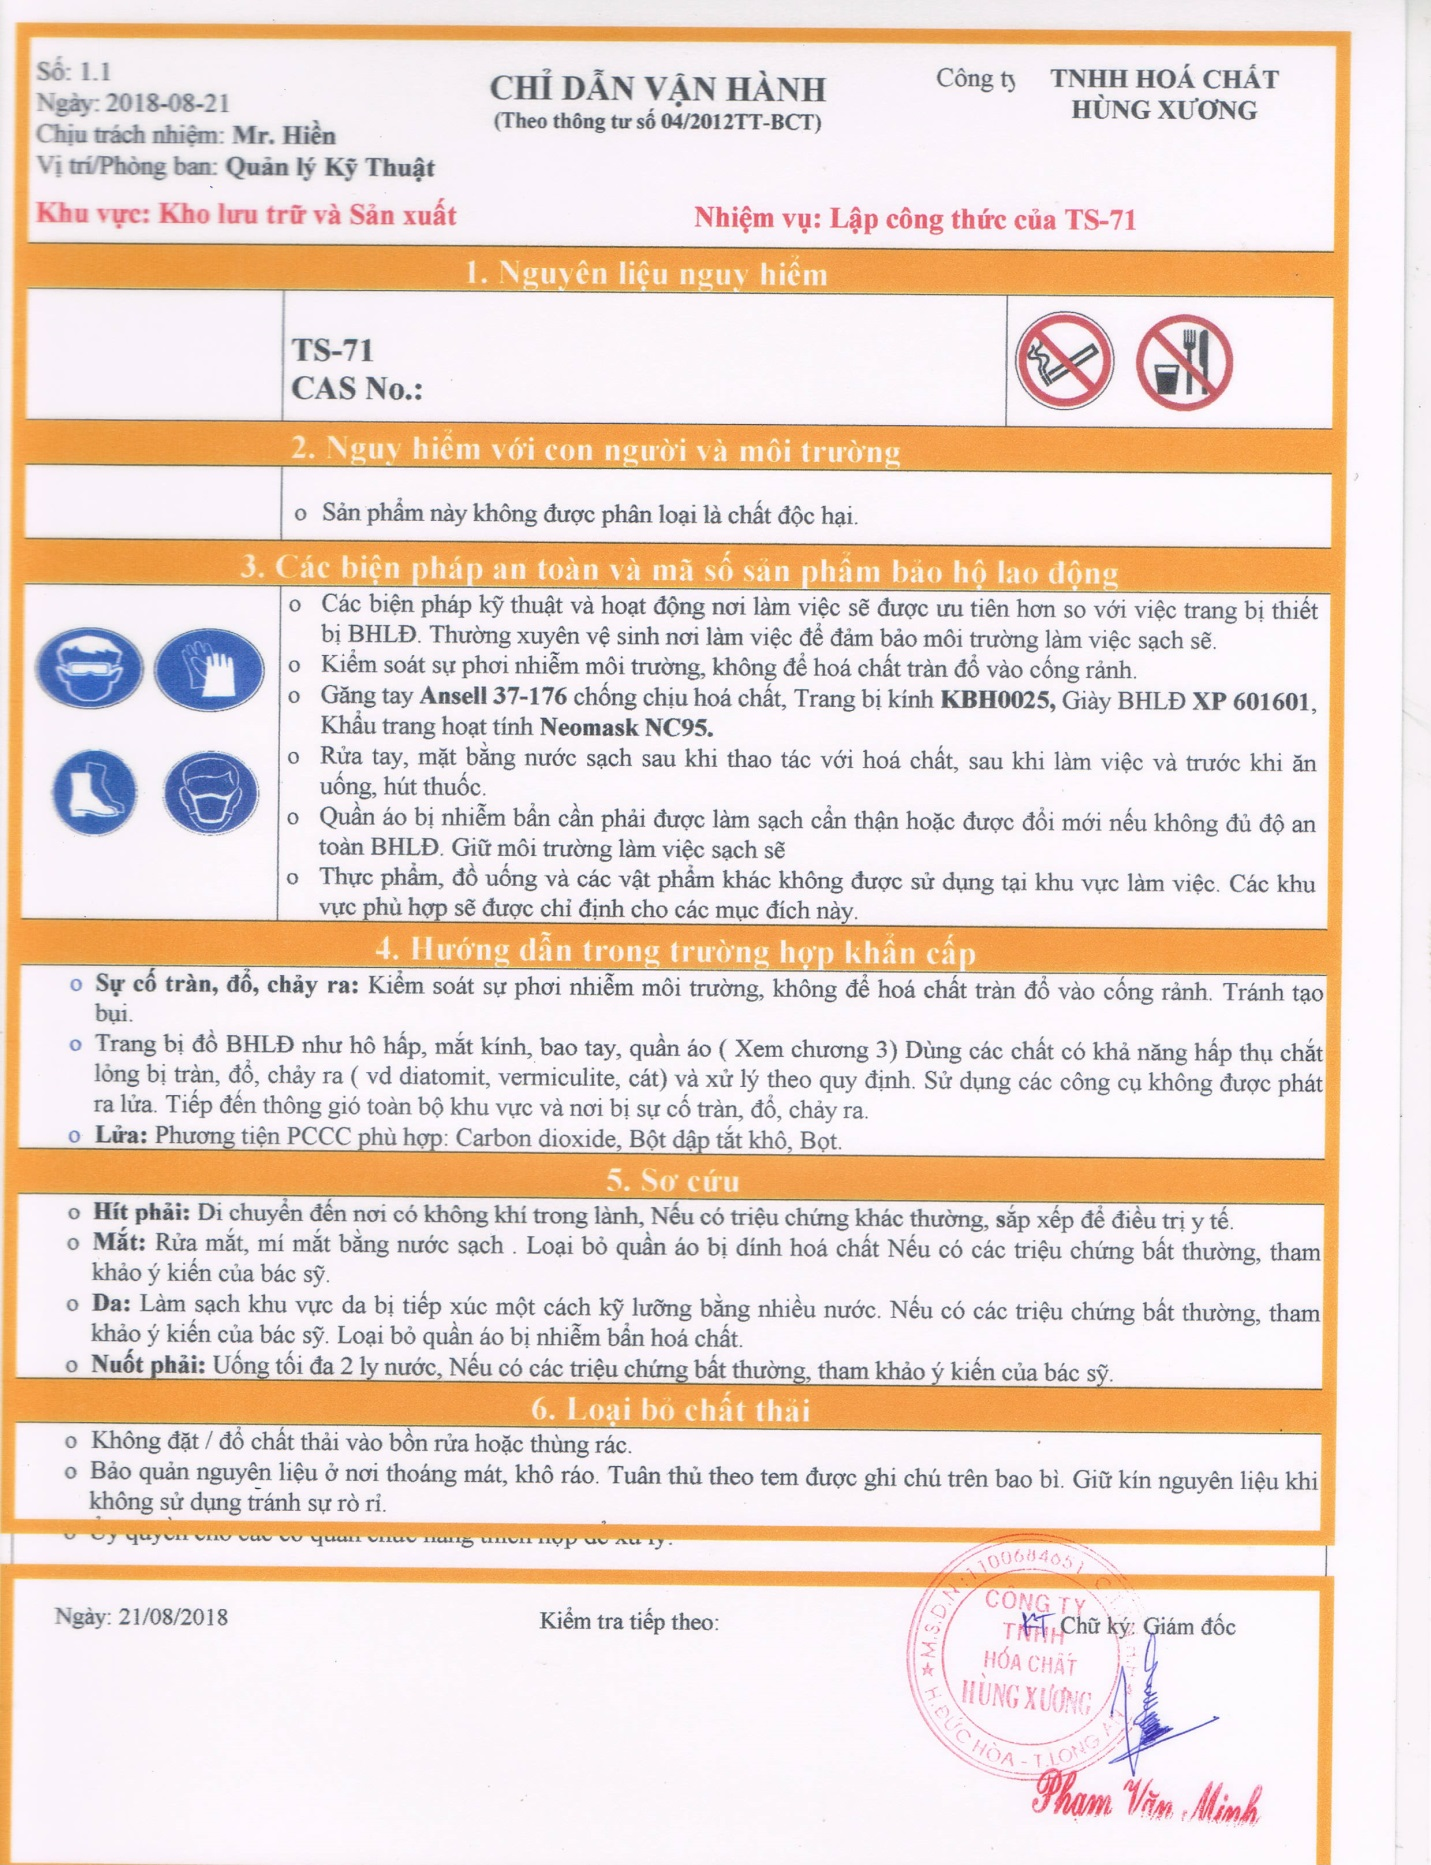 Số: 1.1
Ngày: 2018-08-21
Chịu trách nhiệm: Mr. Hiền
Vị trí/Phòng ban: Quản lý Kỹ Thuật
CHỈ DẪN VẬN HÀNH
(Theo thông tư số 04/2012TT-BCT)
Công ty TNHH HOÁ CHẤT
HÙNG XƯƠNG
Khu vực: Kho lưu trữ và Sản xuất
Nhiệm vụ: Lập công thức của TS-71
1. Nguyên liệu nguy hiểm
TS-71
CAS No.:
2. Nguy hiểm với con người và môi trường
o Sản phẩm này không được phân loại là chất độc hại.
3. Các biện pháp an toàn và mã số sản phẩm bảo hộ lao động
o Các biện pháp kỹ thuật và hoạt động nơi làm việc sẽ được ưu tiên hơn so với việc trang bị thiết
bị BHLĐ. Thường xuyên vệ sinh nơi làm việc để đảm bảo môi trường làm việc sạch sẽ.
o Kiểm soát sự phơi nhiễm môi trường, không để hoá chất tràn đổ vào cống rảnh.
o Găng tay Ansell 37-176 chống chịu hoá chất, Trang bị kính KBH0025, Giày BHLĐ XP 601601,
Khẩu trang hoạt tính Neomask NC95.
o Rửa tay, mặt bằng nước sạch sau khi thao tác với hoá chất, sau khi làm việc và trước khi ăn
uống, hút thuốc.
o Quần áo bị nhiễm bẩn cần phải được làm sạch cẩn thận hoặc được đổi mới nếu không đủ độ an
toàn BHLĐ. Giữ môi trường làm việc sạch sẽ
o Thực phẩm, đồ uống và các vật phẩm khác không được sử dụng tại khu vực làm việc. Các khu
vực phù hợp sẽ được chỉ định cho các mục đích này.
4. Hướng dẫn trong trường hợp khẩn cấp
o Sự cố tràn, đổ, chảy ra: Kiểm soát sự phơi nhiễm môi trường, không để hoá chất tràn đổ vào cống rảnh. Tránh tạo
bụi.
o Trang bị đồ BHLĐ như hô hấp, mắt kính, bao tay, quần áo ( Xem chương 3) Dùng các chất có khả năng hấp thụ chắt
lỏng bị tràn, đổ, chảy ra ( vd diatomit, vermiculite, cát) và xử lý theo quy định. Sử dụng các công cụ không được phát
ra lửa. Tiếp đến thông gió toàn bộ khu vực và nơi bị sự cố tràn, đổ, chảy ra.
o Lửa: Phương tiện PCCC phù hợp: Carbon dioxide, Bột dập tắt khô, Bọt.
5. Sơ cứu
o Hít phải: Di chuyển đến nơi có không khí trong lành, Nếu có triệu chứng khác thường, sắp xếp để điều trị y tế.
o Mắt: Rửa mắt, mí mắt bằng nước sạch . Loại bỏ quần áo bị dính hoá chất Nếu có các triệu chứng bất thường, tham
khảo ý kiến của bác sỹ.
o Da: Làm sạch khu vực da bị tiếp xúc một cách kỹ lưỡng bằng nhiều nước. Nếu có các triệu chứng bất thường, tham
khảo ý kiến của bác sỹ. Loại bỏ quần áo bị nhiễm bẩn hoá chất.
o Nuốt phải: Uống tối đa 2 ly nước, Nếu có các triệu chứng bất thường, tham khảo ý kiến của bác sỹ.
6. Loại bỏ chất thải
o Không đặt / đổ chất thải vào bồn rửa hoặc thùng rác.
o Bảo quản nguyên liệu ở nơi thoáng mát, khô ráo. Tuân thủ theo tem được ghi chú trên bao bì. Giữ kín nguyên liệu khi
không sử dụng tránh sự rò rỉ.
o Ủy quyền cho các cơ quan chức năng thích hợp để xử lý.
Ngày: 21/08/2018
Kiểm tra tiếp theo:
KT Chữ ký: Giám đốc
M.S.D.N: 1100684651
CÔNG TY
TNHH
HÓA CHẤT
HÙNG XƯƠNG
H. ĐỨC HÒA - T. LONG AN
Phạm Văn Minh